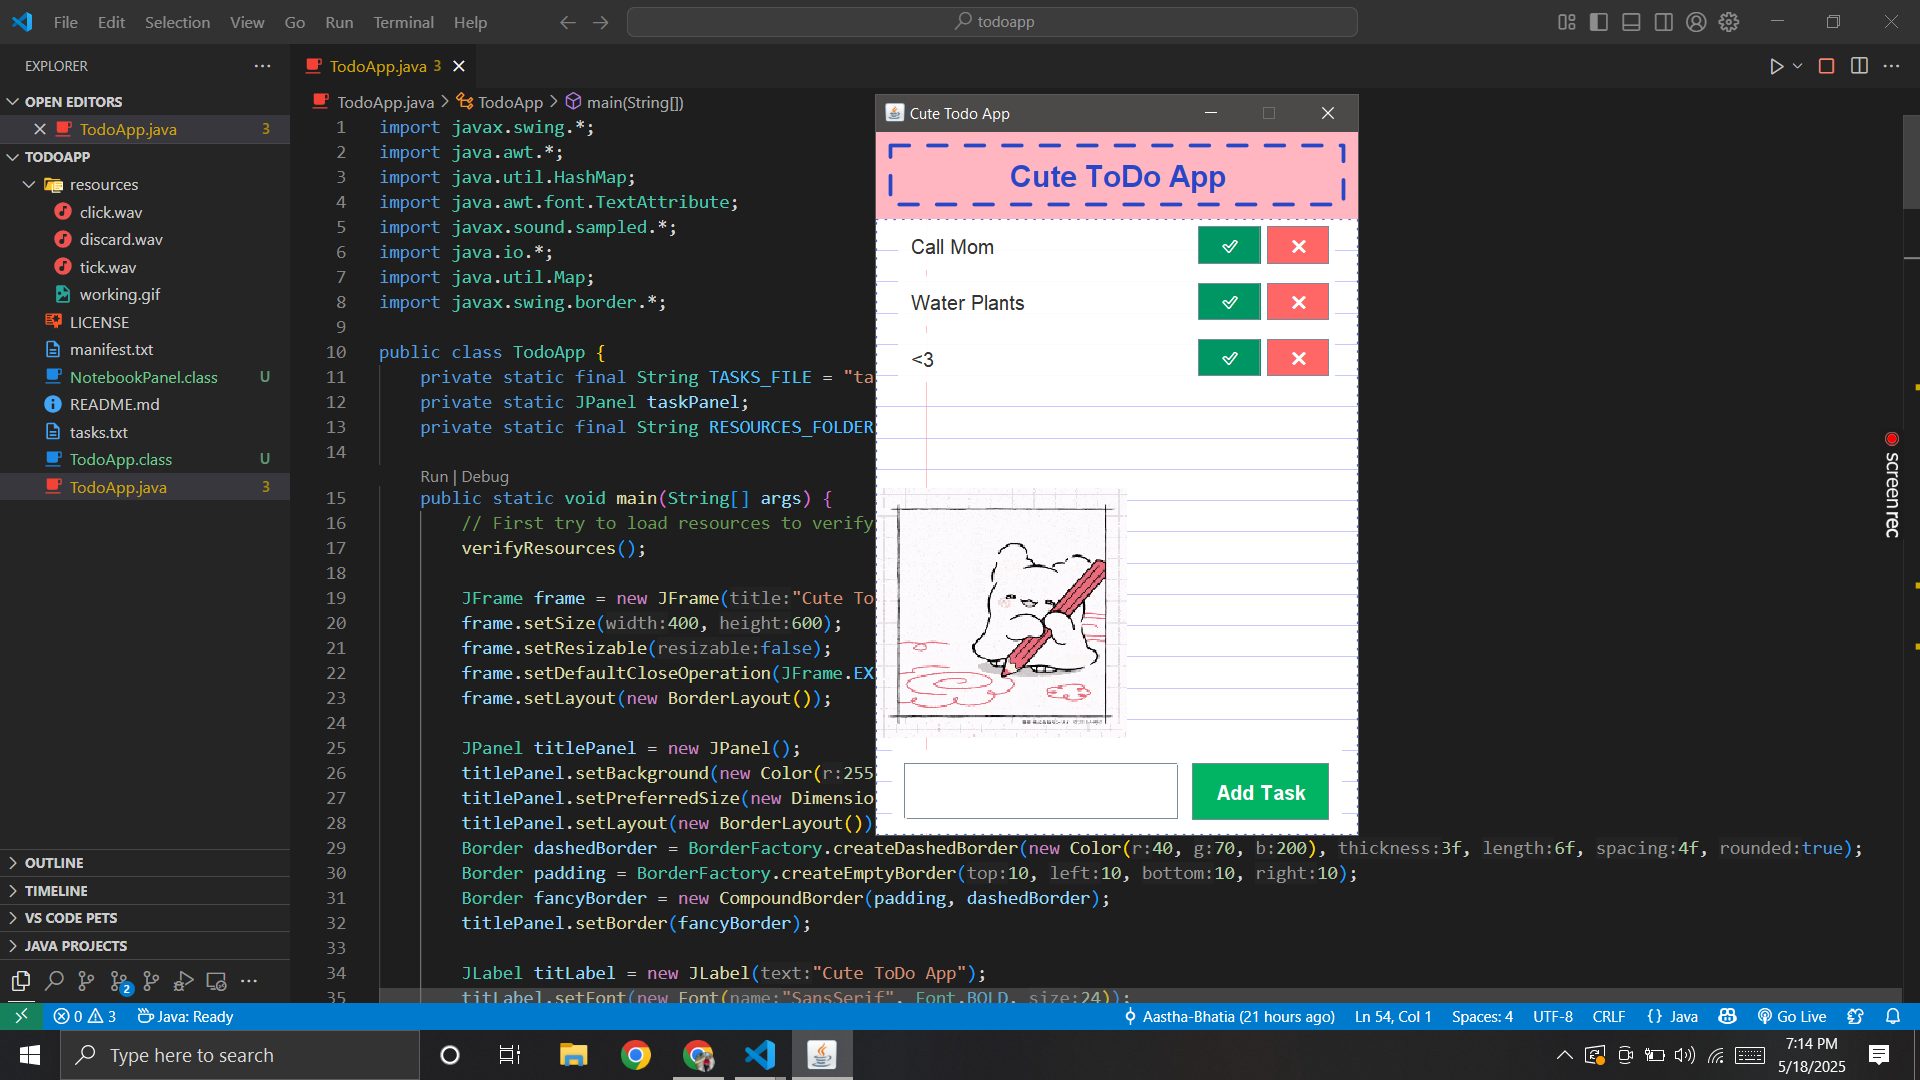 File Edit Selection View Go Run Terminal Help
todoapp
EXPLORER
OPEN EDITORS
TodoApp.java 3
TODOAPP
resources
click.wav
discard.wav
tick.wav
working.gif
LICENSE
manifest.txt
NotebookPanel.class U
README.md
tasks.txt
TodoApp.class U
TodoApp.java 3
OUTLINE
TIMELINE
VS CODE PETS
JAVA PROJECTS
2
TodoApp.java 3
TodoApp.java TodoApp main(String[])
1 import javax.swing.*;
2 import java.awt.*;
3 import java.util.HashMap;
4 import java.awt.font.TextAttribute;
5 import javax.sound.sampled.*;
6 import java.io.*;
7 import java.util.Map;
8 import javax.swing.border.*;
9
10 public class TodoApp {
11 private static final String TASKS_FILE = "ta
12 private static JPanel taskPanel;
13 private static final String RESOURCES_FOLDER
14
Run | Debug
15 public static void main(String[] args) {
16 // First try to load resources to verify
17 verifyResources();
18
19 JFrame frame = new JFrame(title:"Cute To
20 frame.setSize(width:400, height:600);
21 frame.setResizable(resizable:false);
22 frame.setDefaultCloseOperation(JFrame.EX
23 frame.setLayout(new BorderLayout());
24
25 JPanel titlePanel = new JPanel();
26 titlePanel.setBackground(new Color(r:255
27 titlePanel.setPreferredSize(new Dimensio
28 titlePanel.setLayout(new BorderLayout())
29 Border dashedBorder = BorderFactory.createDashedBorder(new Color(r:40, g:70, b:200), thickness:3f, length:6f, spacing:4f, rounded:true);
30 Border padding = BorderFactory.createEmptyBorder(top:10, left:10, bottom:10, right:10);
31 Border fancyBorder = new CompoundBorder(padding, dashedBorder);
32 titlePanel.setBorder(fancyBorder);
33
34 JLabel titLabel = new JLabel(text:"Cute ToDo App");
35 titLabel.setFont(new Font(name:"SansSerif", Font.BOLD, size:24));
Cute Todo App
Cute ToDo App
Call Mom
Water Plants
<3
Add Task
screenrec
0 3 Java: Ready
Aastha-Bhatia (21 hours ago) Ln 54, Col 1 Spaces: 4 UTF-8 CRLF {} Java Go Live
Type here to search
7:14 PM
5/18/2025